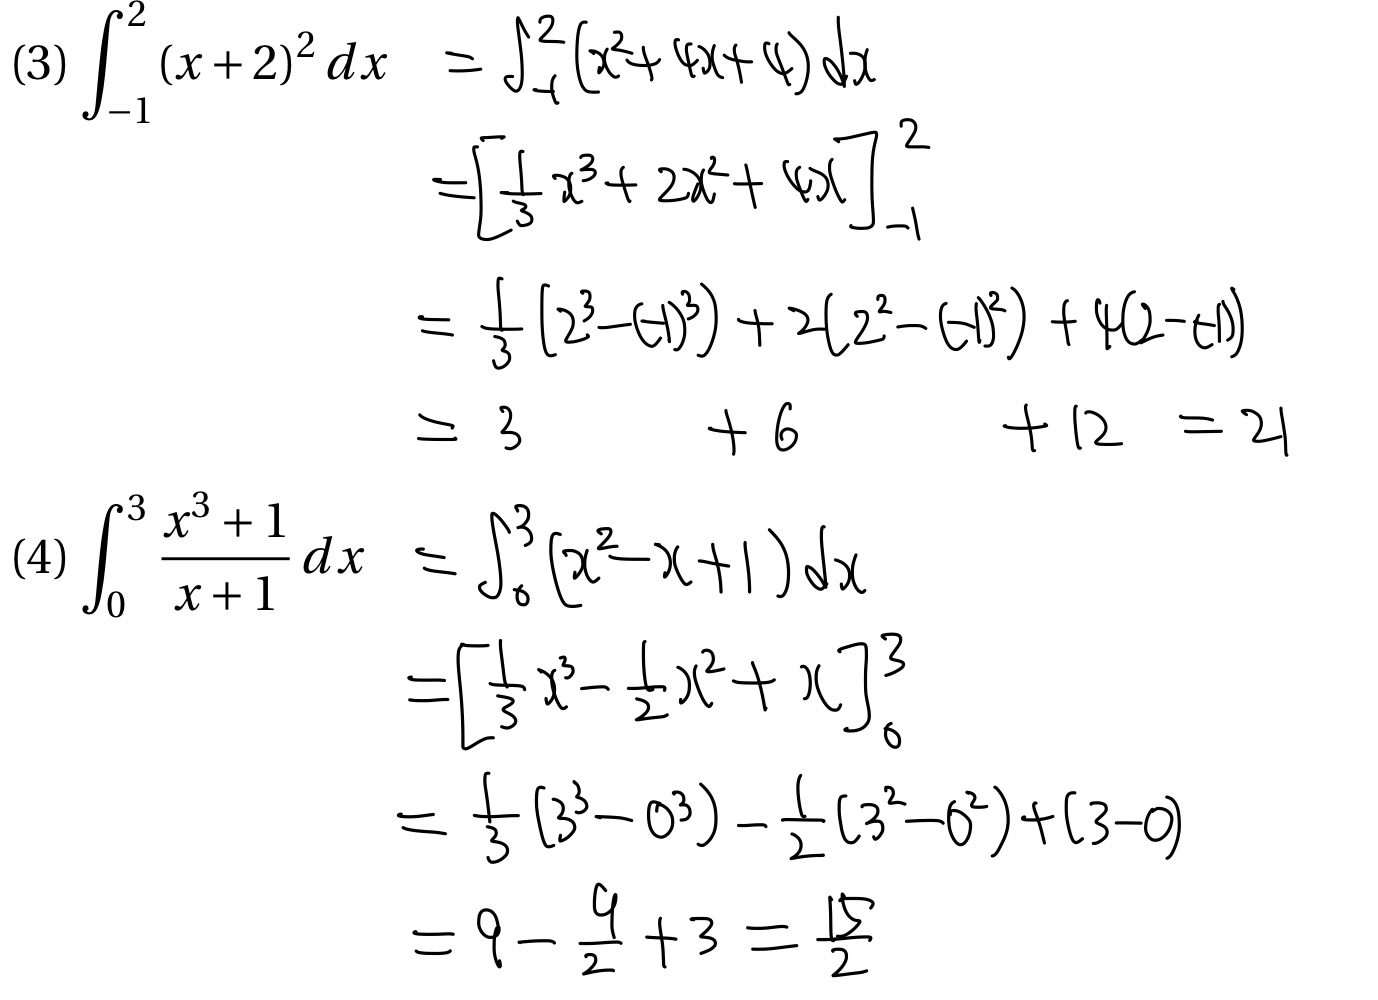 (3) $\int_{-1}^{2} (x+2)^2 \, dx = \int_{-1}^{2} (x^2 + 4x + 4) dx$
$= \left[ \frac{1}{3}x^3 + 2x^2 + 4x \right]_{-1}^{2}$
$= \frac{1}{3} (2^3 - (-1)^3) + 2(2^2 - (-1)^2) + 4(2 - (-1))$
$= 3 + 6 + 12 = 21$
(4) $\int_{0}^{3} \frac{x^3+1}{x+1} \, dx = \int_{0}^{3} (x^2 - x + 1) dx$
$= \left[ \frac{1}{3}x^3 - \frac{1}{2}x^2 + x \right]_{0}^{3}$
$= \frac{1}{3} (3^3 - 0^3) - \frac{1}{2} (3^2 - 0^2) + (3 - 0)$
$= 9 - \frac{9}{2} + 3 = \frac{15}{2}$